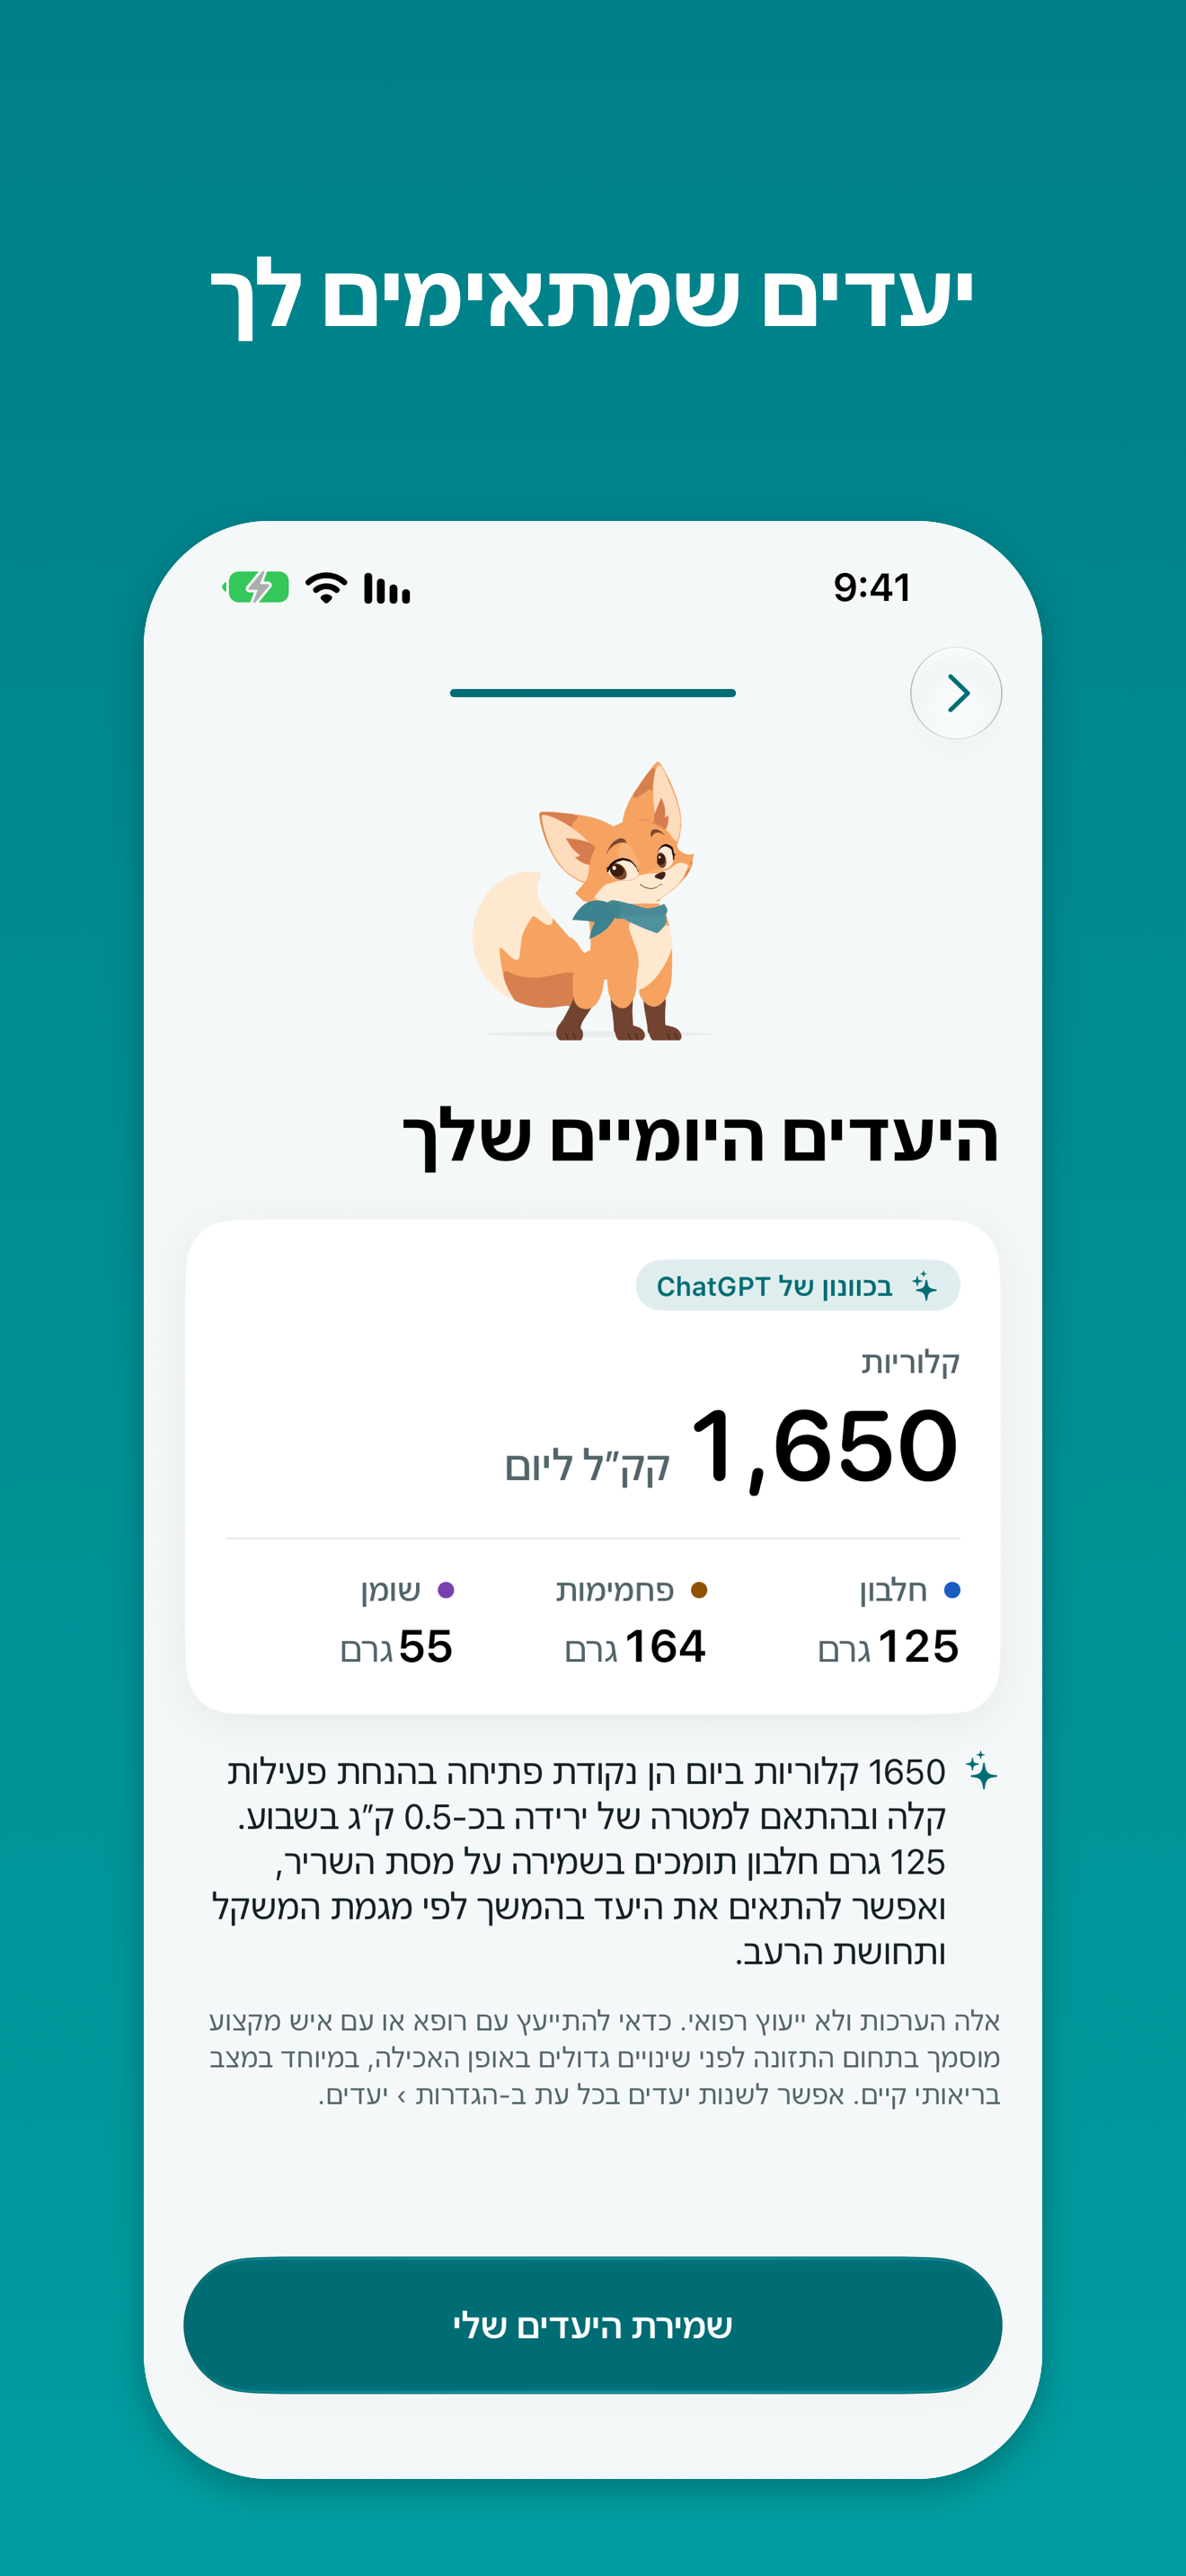 יעדים שמתאימים לך
9:41
היעדים היומיים שלך
בכוונון של ChatGPT
קלוריות
1,650 קק״ל ליום
חלבון
פחמימות
שומן
125 גרם
164 גרם
55 גרם
1650 קלוריות ביום הן נקודת פתיחה בהנחת פעילות
קלה ובהתאם למטרה של ירידה בכ-0.5 ק״ג בשבוע.
125 גרם חלבון תומכים בשמירה על מסת השריר,
ואפשר להתאים את היעד בהמשך לפי מגמת המשקל
ותחושת הרעב.
אלה הערכות ולא ייעוץ רפואי. כדאי להתייעץ עם רופא או עם איש מקצוע
מוסמך בתחום התזונה לפני שינויים גדולים באופן האכילה, במיוחד במצב
בריאותי קיים. אפשר לשנות יעדים בכל עת ב-הגדרות › יעדים.
שמירת היעדים שלי